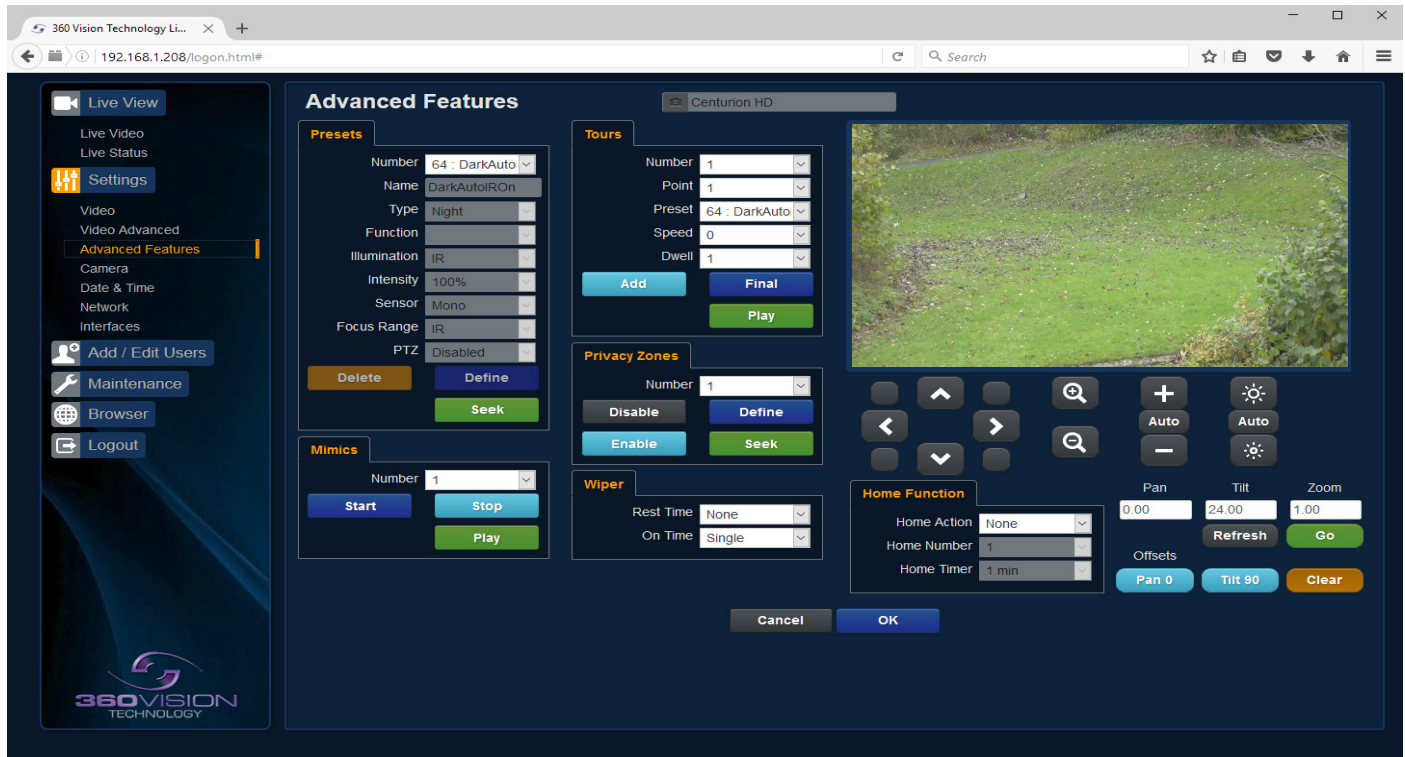 360 Vision Technology Li...
192.168.1.208/logon.html#
Search
Live View
Live Video
Live Status
Settings
Video
Video Advanced
Advanced Features
Camera
Date & Time
Network
Interfaces
Add / Edit Users
Maintenance
Browser
Logout
360VISION
TECHNOLOGY
Advanced Features
Centurion HD
Presets
Number 64 : DarkAuto
Name DarkAutoIROn
Type Night
Function
Illumination IR
Intensity 100%
Sensor Mono
Focus Range IR
PTZ Disabled
Delete Define
Seek
Mimics
Number 1
Start Stop
Play
Tours
Number 1
Point 1
Preset 64 : DarkAuto
Speed 0
Dwell 1
Add Final
Play
Privacy Zones
Number 1
Disable Define
Enable Seek
Wiper
Rest Time None
On Time Single
Auto Auto
Home Function
Home Action None
Home Number 1
Home Timer 1 min
Pan Tilt Zoom
0.00 24.00 1.00
Refresh Go
Offsets
Pan 0 Tilt 90 Clear
Cancel OK